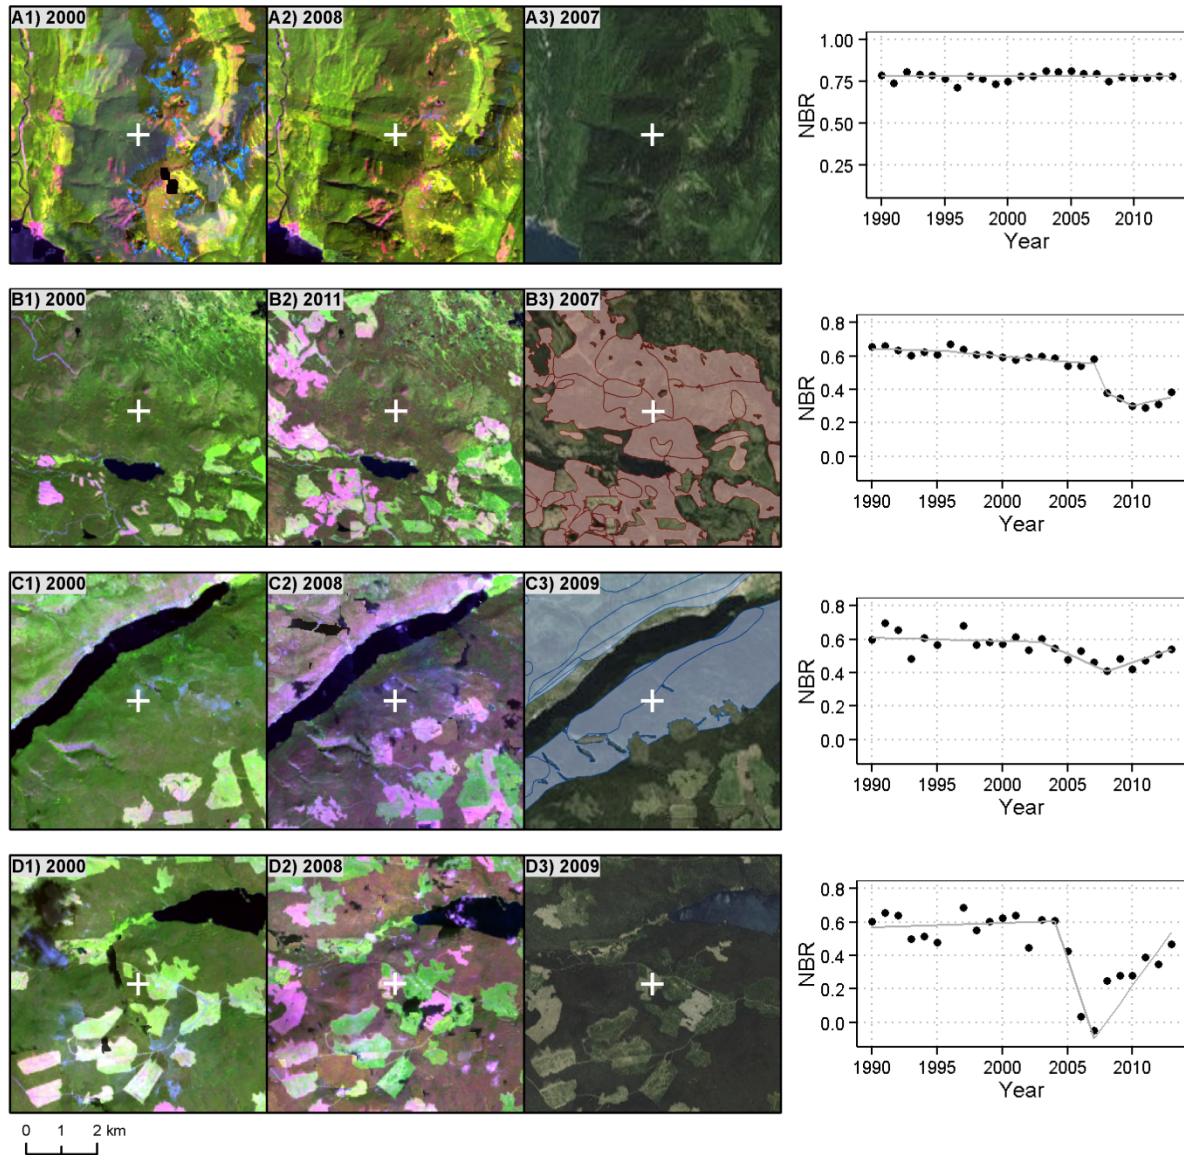 A1) 2000 A2) 2008 A3) 2007
1.00
0.75
0.50
0.25
NBR
1990 1995 2000 2005 2010
Year
B1) 2000 B2) 2011 B3) 2007
0.8
0.6
0.4
0.2
0.0
NBR
1990 1995 2000 2005 2010
Year
C1) 2000 C2) 2008 C3) 2009
0.8
0.6
0.4
0.2
0.0
NBR
1990 1995 2000 2005 2010
Year
D1) 2000 D2) 2008 D3) 2009
0.8
0.6
0.4
0.2
0.0
NBR
1990 1995 2000 2005 2010
Year
0 1 2 km